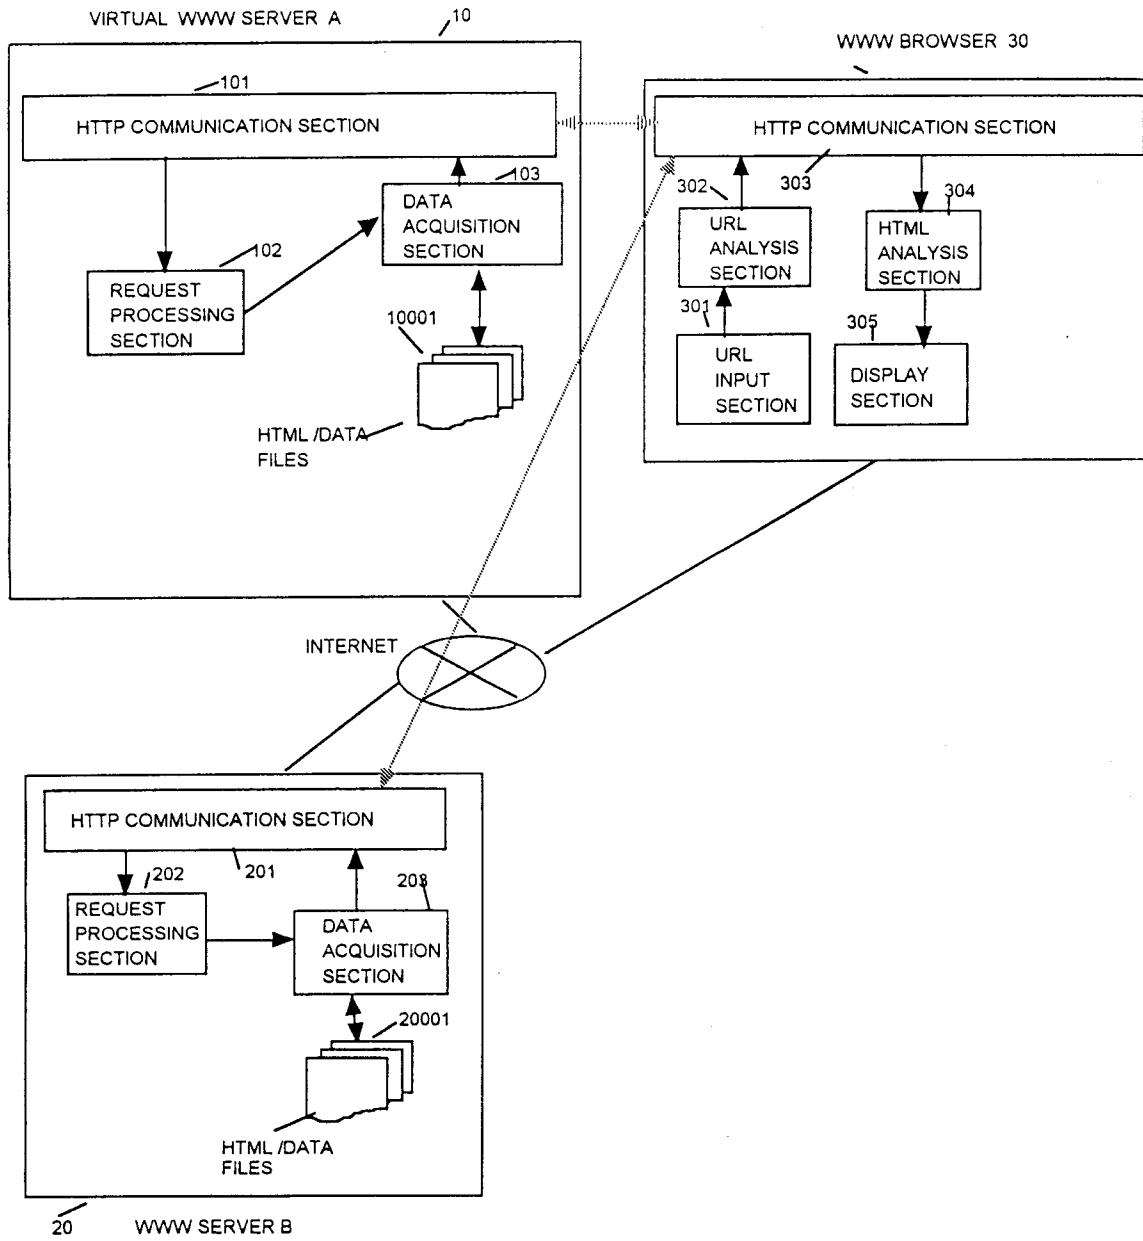 VIRTUAL WWW SERVER A
10
101
HTTP COMMUNICATION SECTION
103
DATA
ACQUISITION
SECTION
102
REQUEST
PROCESSING
SECTION
10001
HTML /DATA
FILES
WWW BROWSER 30
HTTP COMMUNICATION SECTION
303
302
URL
ANALYSIS
SECTION
304
HTML
ANALYSIS
SECTION
301
URL
INPUT
SECTION
305
DISPLAY
SECTION
INTERNET
HTTP COMMUNICATION SECTION
201
202
REQUEST
PROCESSING
SECTION
203
DATA
ACQUISITION
SECTION
20001
HTML /DATA
FILES
20
WWW SERVER B